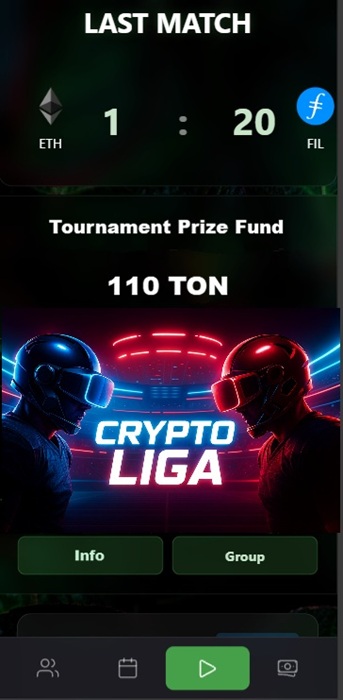 LAST MATCH
1 : 20
ETH FIL
Tournament Prize Fund
110 TON
CRYPTO
LIGA
Info Group